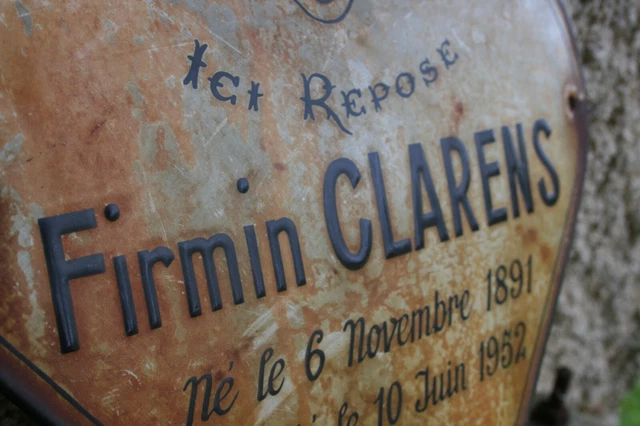 Ici Repose
Firmin CLARENS
Né le 6 Novembre 1891
le 10 Juin 1952